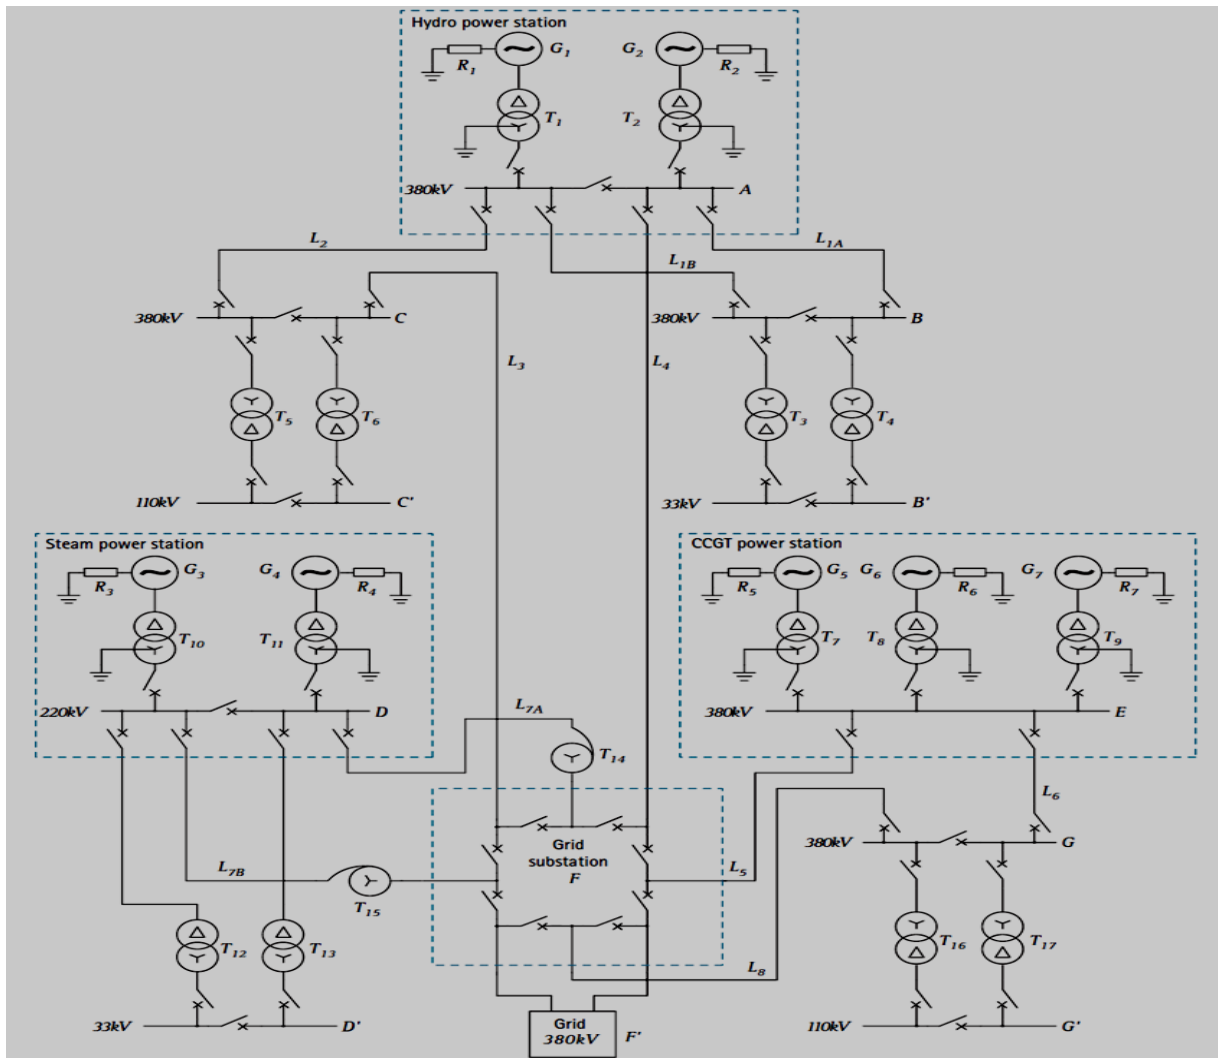 Hydro power station
G1 G2
R1 R2
T1 T2
380kV A
L2 L1A
L1B
380kV C 380kV B
L3 L4
T5 T6 T3 T4
110kV C' 33kV B'
Steam power station CCGT power station
G3 G4 G5 G6 G7
R3 R4 R5 R6 R7
T10 T11 T7 T8 T9
220kV D 380kV E
L7A
T14
L6
Grid
substation
F
380kV G
L7B L5
T15
T12 T13 T16 T17
L8
33kV D' 110kV G'
Grid
380kV F'